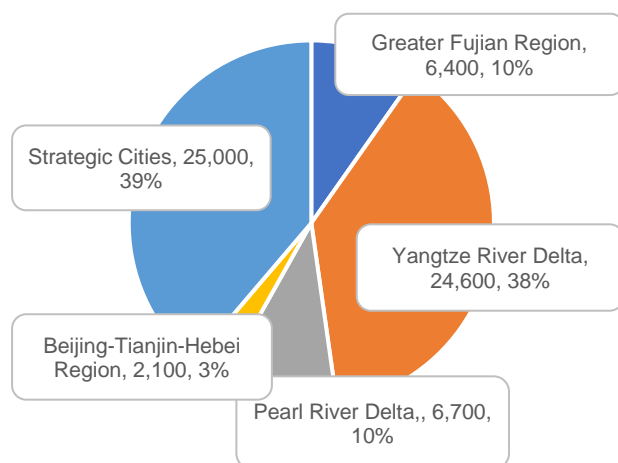 Greater Fujian Region,
6,400, 10%
Strategic Cities, 25,000,
39%
Yangtze River Delta,
24,600, 38%
Beijing-Tianjin-Hebei
Region, 2,100, 3%
Pearl River Delta,, 6,700,
10%